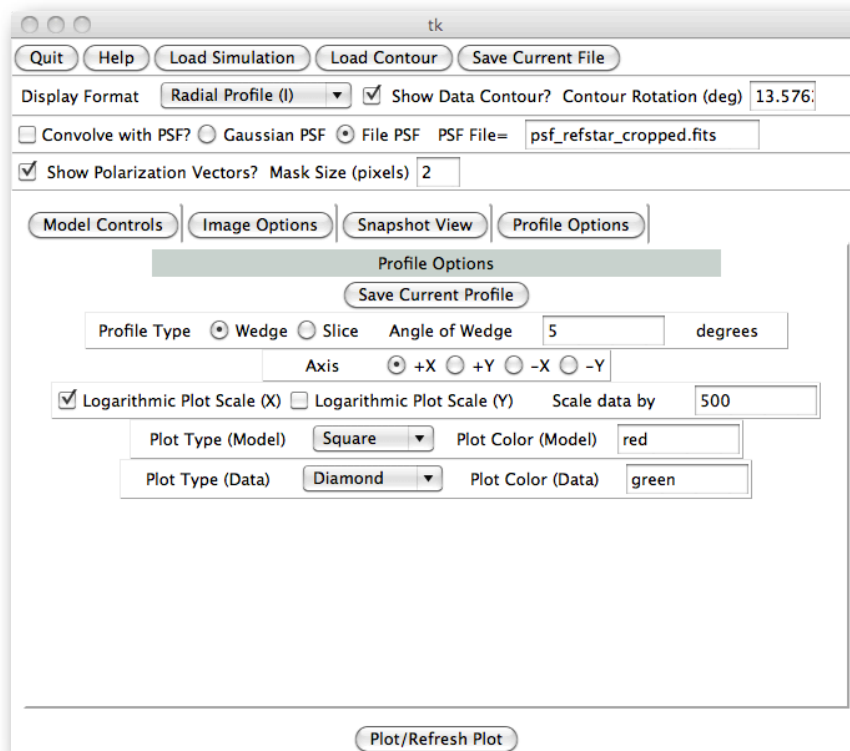 tk
Quit Help Load Simulation Load Contour Save Current File
Display Format Radial Profile (I) Show Data Contour? Contour Rotation (deg) 13.576
Convolve with PSF? Gaussian PSF File PSF PSF File= psf_refstar_cropped.fits
Show Polarization Vectors? Mask Size (pixels) 2
Model Controls Image Options Snapshot View Profile Options
Profile Options
Save Current Profile
Profile Type Wedge Slice Angle of Wedge 5 degrees
Axis +X +Y -X -Y
Logarithmic Plot Scale (X) Logarithmic Plot Scale (Y) Scale data by 500
Plot Type (Model) Square Plot Color (Model) red
Plot Type (Data) Diamond Plot Color (Data) green
Plot/Refresh Plot